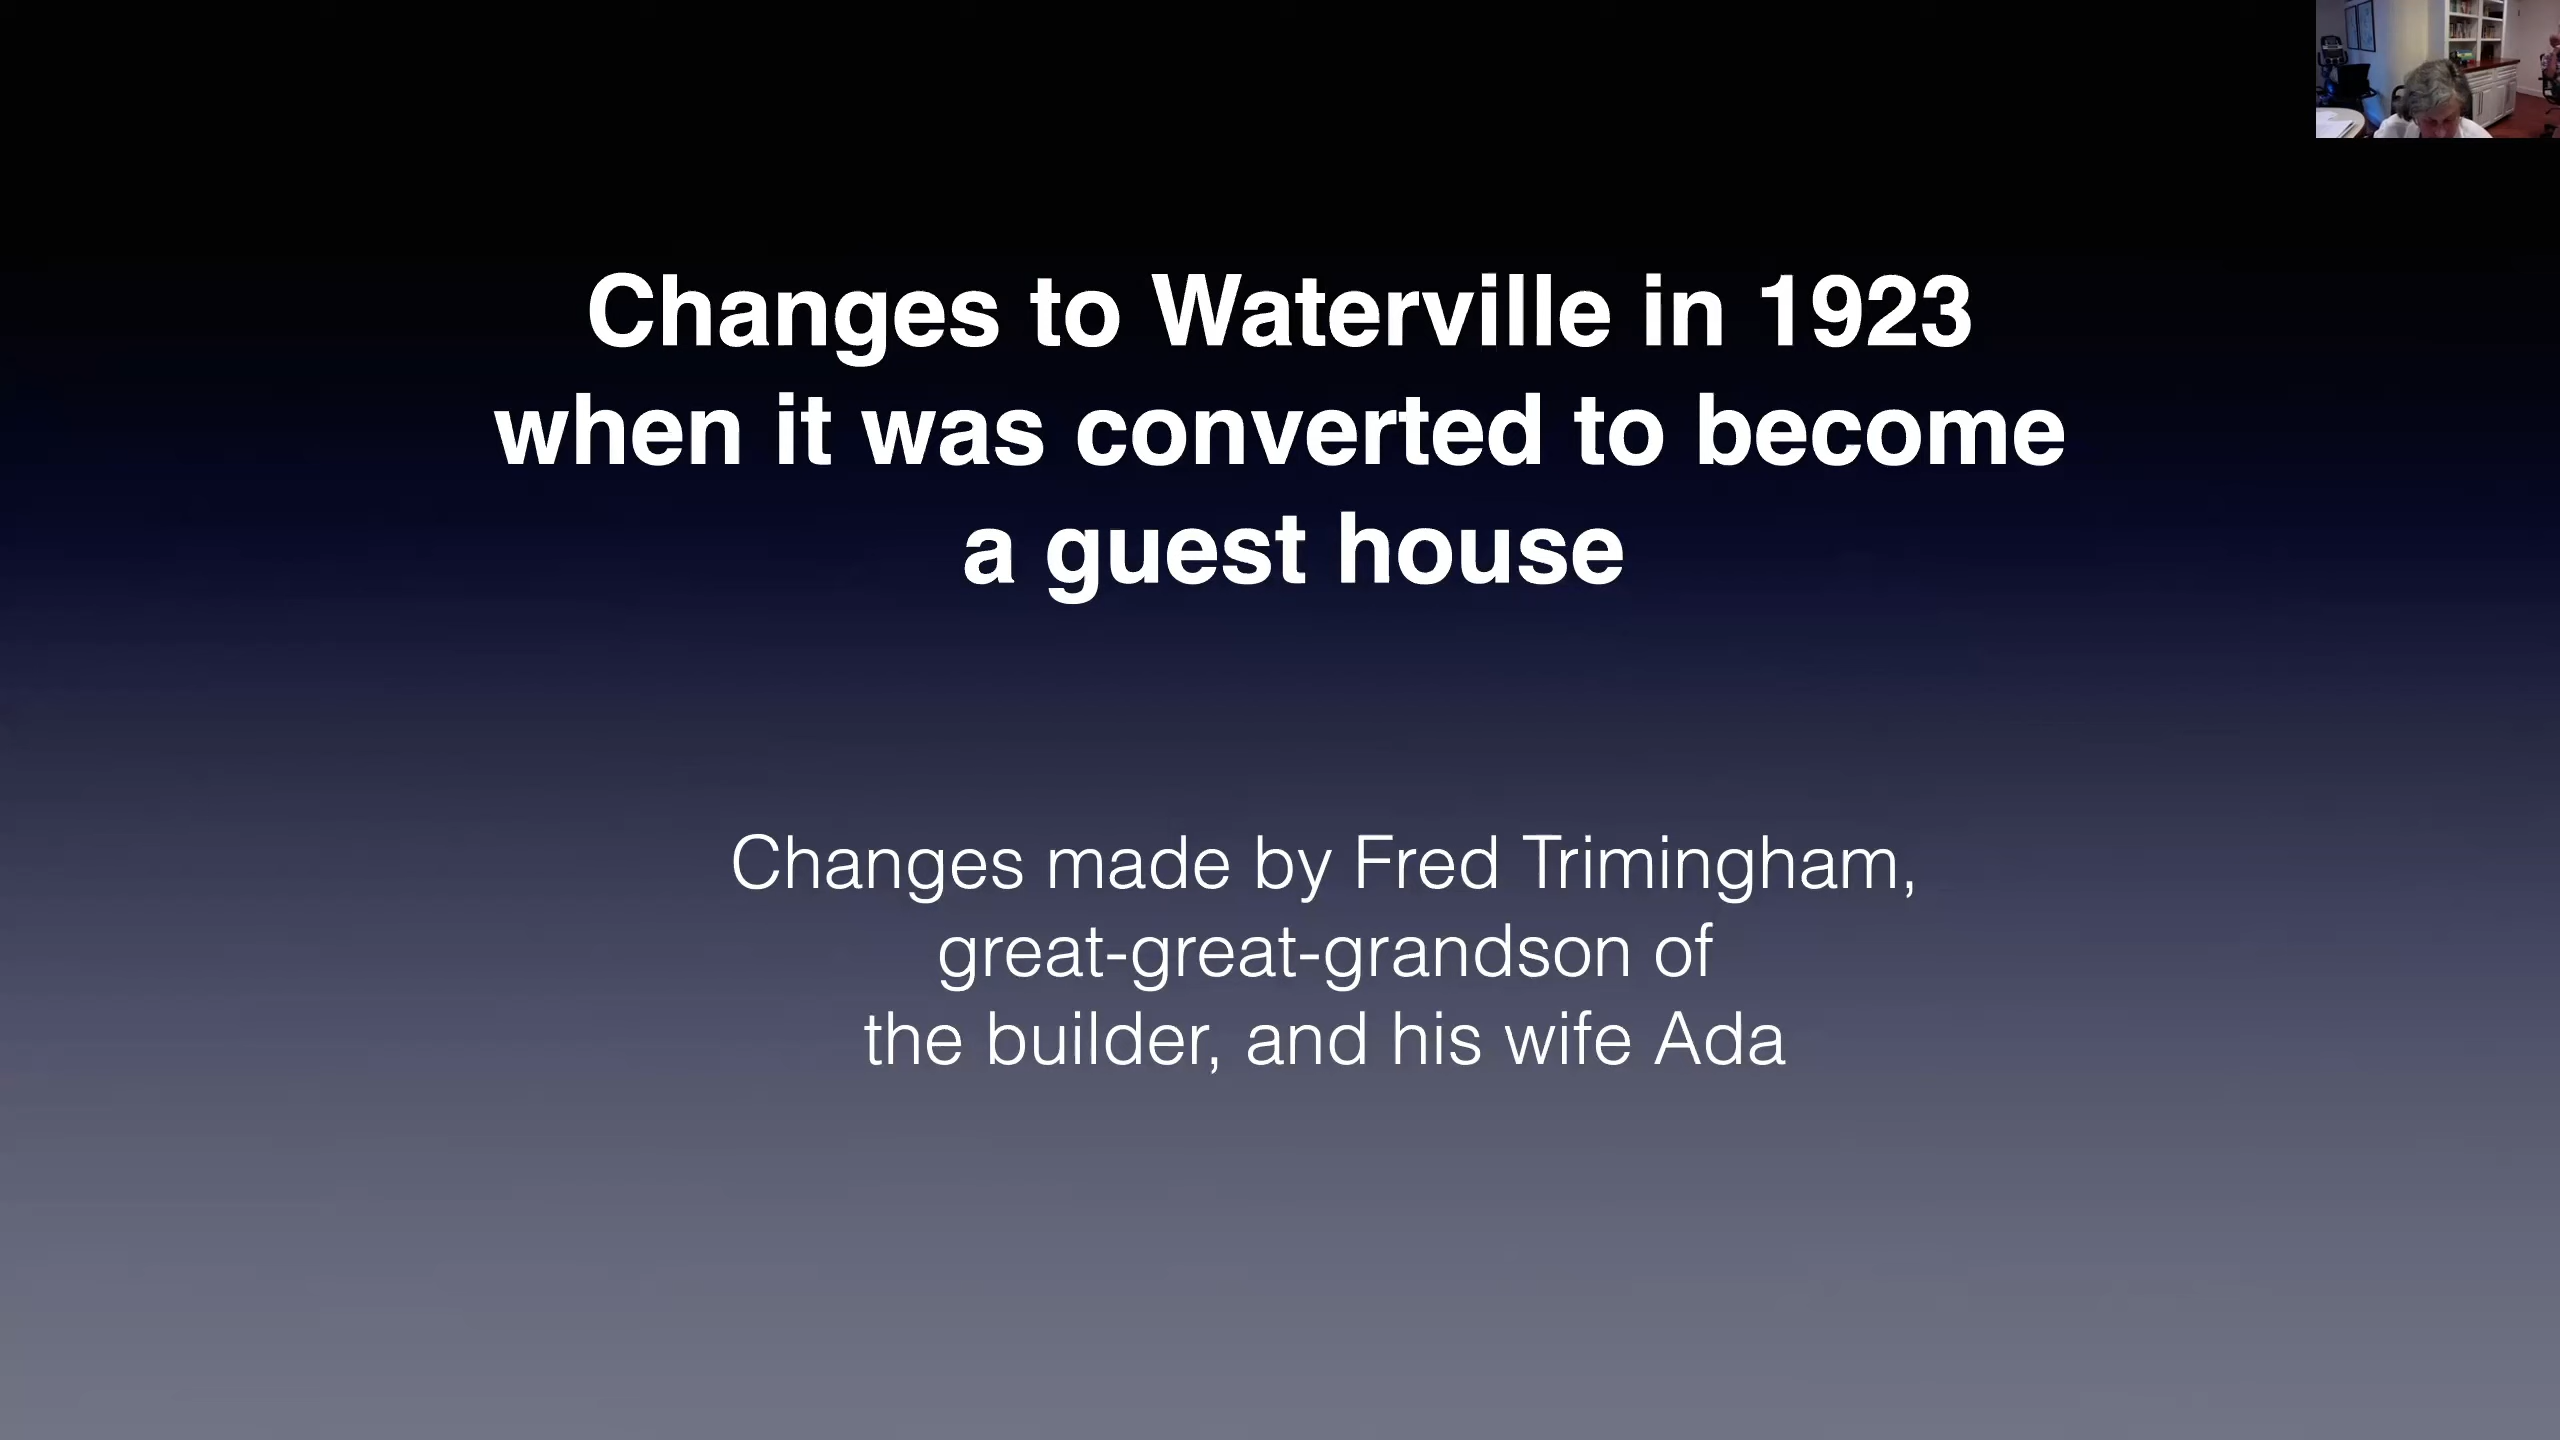 Changes to Waterville in 1923
when it was converted to become
a guest house
Changes made by Fred Trimingham,
great-great-grandson of
the builder, and his wife Ada